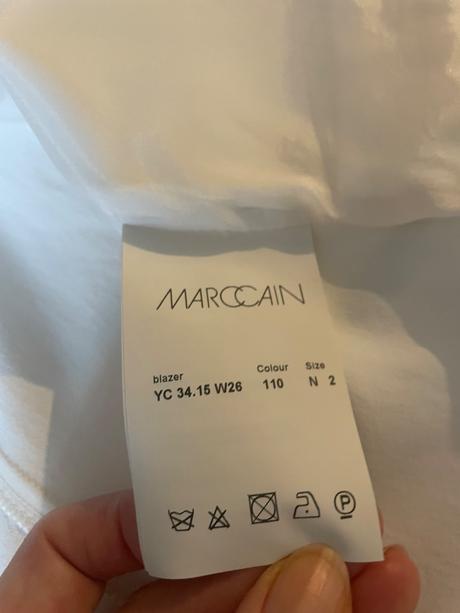 MARCCAIN
blazer Colour Size
YC 34.15 W26 110 N 2
P